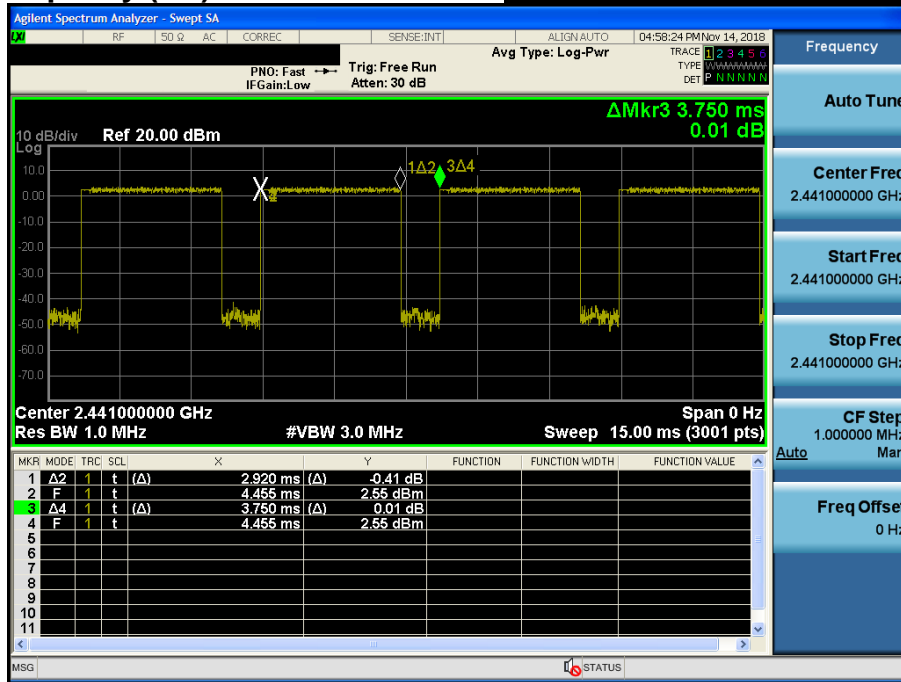 Agilent Spectrum Analyzer - Swept SA
LXI RF 50 Ω AC CORREC SENSE:INT ALIGN AUTO 04:58:24 PM Nov 14, 2018
Avg Type: Log-Pwr
TRACE 1 2 3 4 5 6
PNO: Fast Trig: Free Run
TYPE
IFGain:Low Atten: 30 dB
DET P N N N N N
ΔMkr3 3.750 ms
0.01 dB
10 dB/div Ref 20.00 dBm
Log
1Δ2 3Δ4
X
10.0
0.00
-10.0
-20.0
-30.0
-40.0
-50.0
-60.0
-70.0
Center 2.441000000 GHz Span 0 Hz
Res BW 1.0 MHz #VBW 3.0 MHz Sweep 15.00 ms (3001 pts)
MKR MODE TRC SCL X Y FUNCTION FUNCTION WIDTH FUNCTION VALUE
1 Δ2 1 t (Δ) 2.920 ms (Δ) -0.41 dB
2 F 1 t 4.455 ms 2.55 dBm
3 Δ4 1 t (Δ) 3.750 ms (Δ) 0.01 dB
4 F 1 t 4.455 ms 2.55 dBm
5
6
7
8
9
10
11
MSG STATUS
Frequency
Auto Tune
Center Freq
2.441000000 GHz
Start Freq
2.441000000 GHz
Stop Freq
2.441000000 GHz
CF Step
1.000000 MHz
Auto Man
Freq Offset
0 Hz